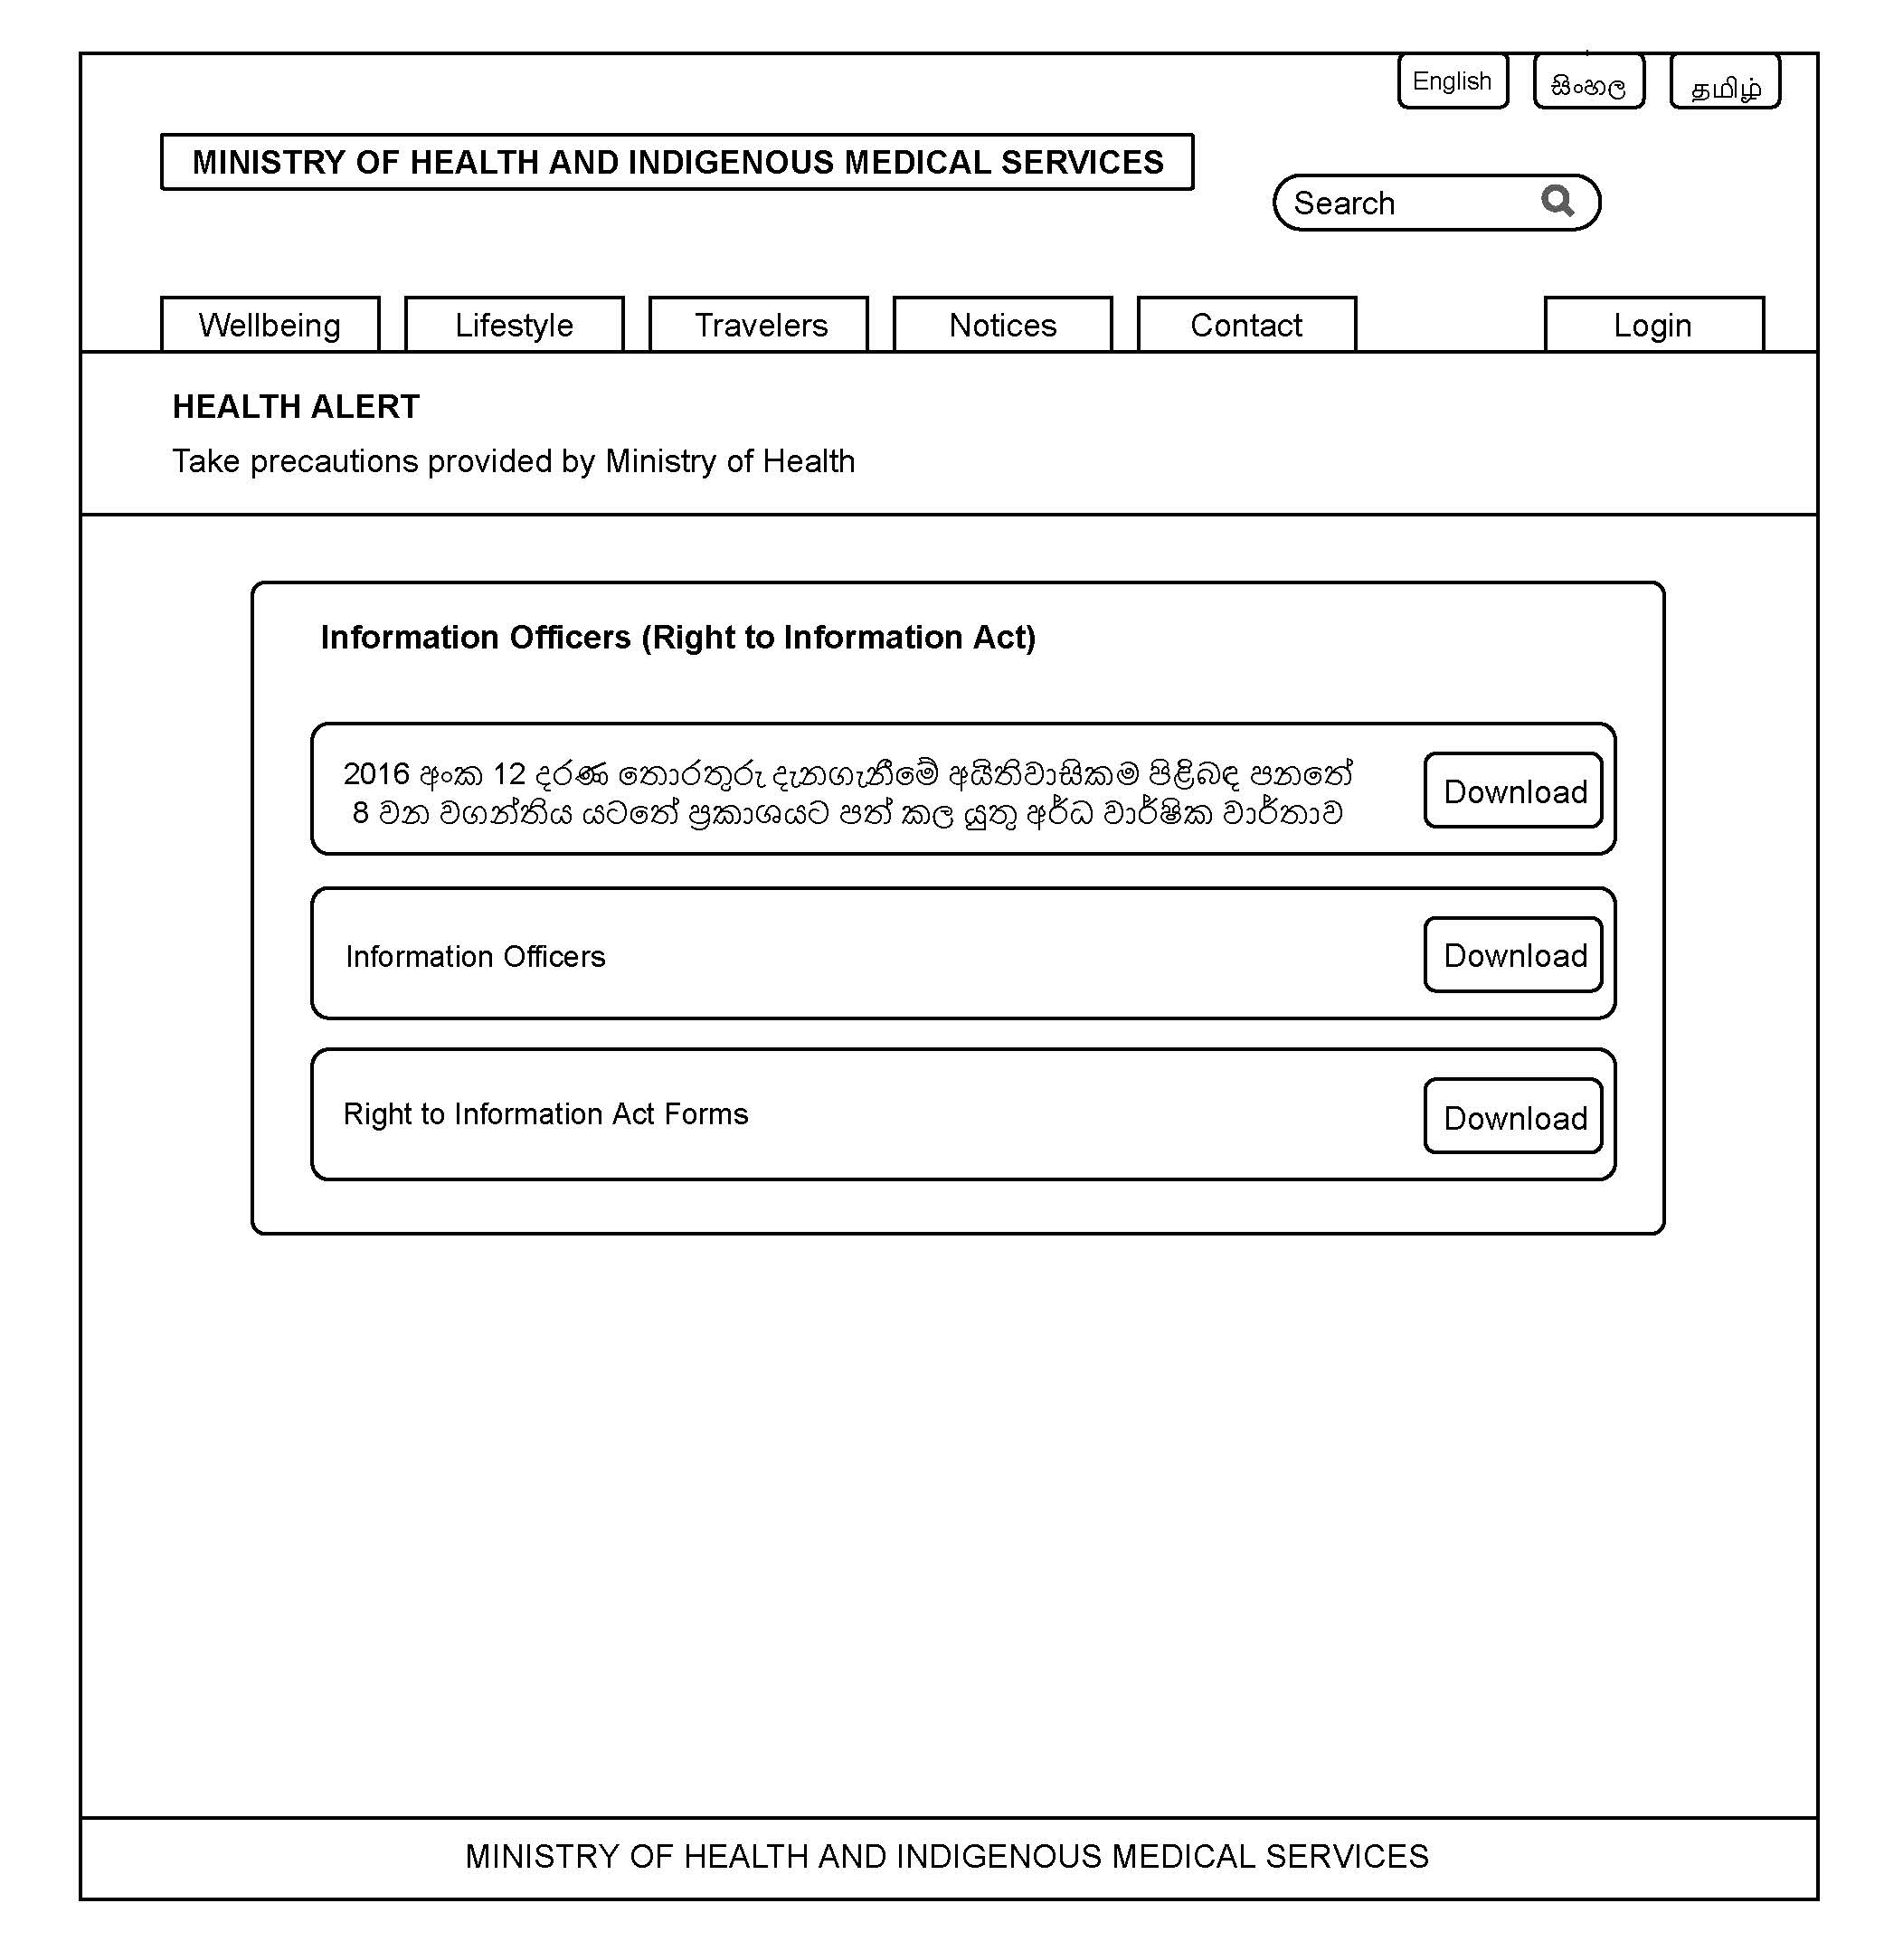 English
සිංහල
தமிழ்
MINISTRY OF HEALTH AND INDIGENOUS MEDICAL SERVICES
Search
Wellbeing
Lifestyle
Travelers
Notices
Contact
Login
HEALTH ALERT
Take precautions provided by Ministry of Health
Information Officers (Right to Information Act)
2016 අංක 12 දරණ තොරතුරු දැනගැනීමේ අයිතිවාසිකම පිළිබඳ පනතේ
8 වන වගන්තිය යටතේ ප්‍රකාශයට පත් කල යුතු අර්ධ වාර්ෂික වාර්තාව
Download
Information Officers
Download
Right to Information Act Forms
Download
MINISTRY OF HEALTH AND INDIGENOUS MEDICAL SERVICES